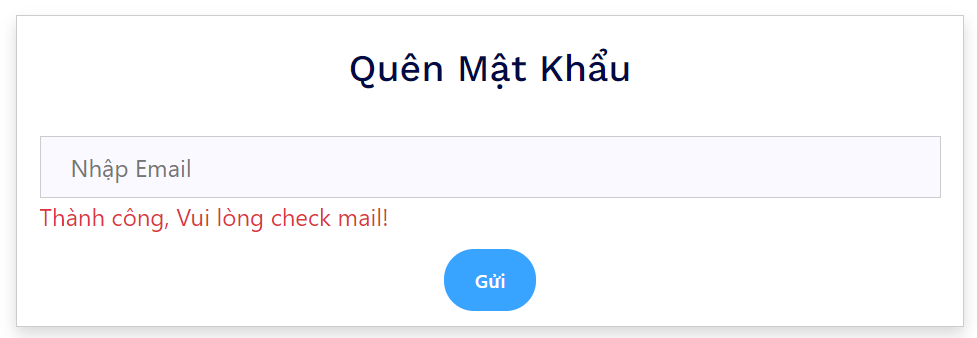 Quên Mật Khẩu
Nhập Email
Thành công, Vui lòng check mail!
Gửi